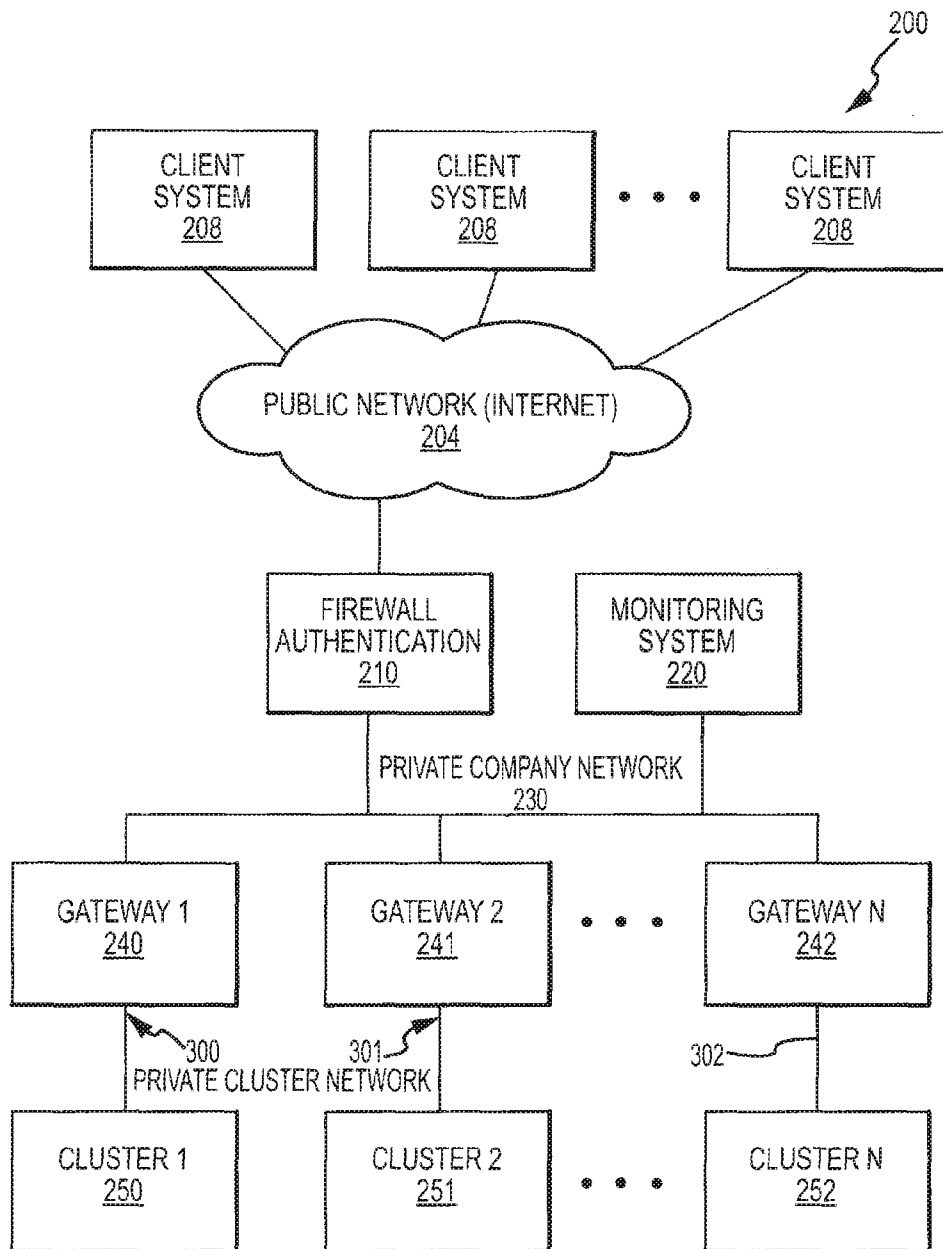 200
CLIENT
SYSTEM
208
CLIENT
SYSTEM
208
CLIENT
SYSTEM
208
PUBLIC NETWORK (INTERNET)
204
FIREWALL
AUTHENTICATION
210
MONITORING
SYSTEM
220
PRIVATE COMPANY NETWORK
230
GATEWAY 1
240
GATEWAY 2
241
GATEWAY N
242
300
301
302
PRIVATE CLUSTER NETWORK
CLUSTER 1
250
CLUSTER 2
251
CLUSTER N
252